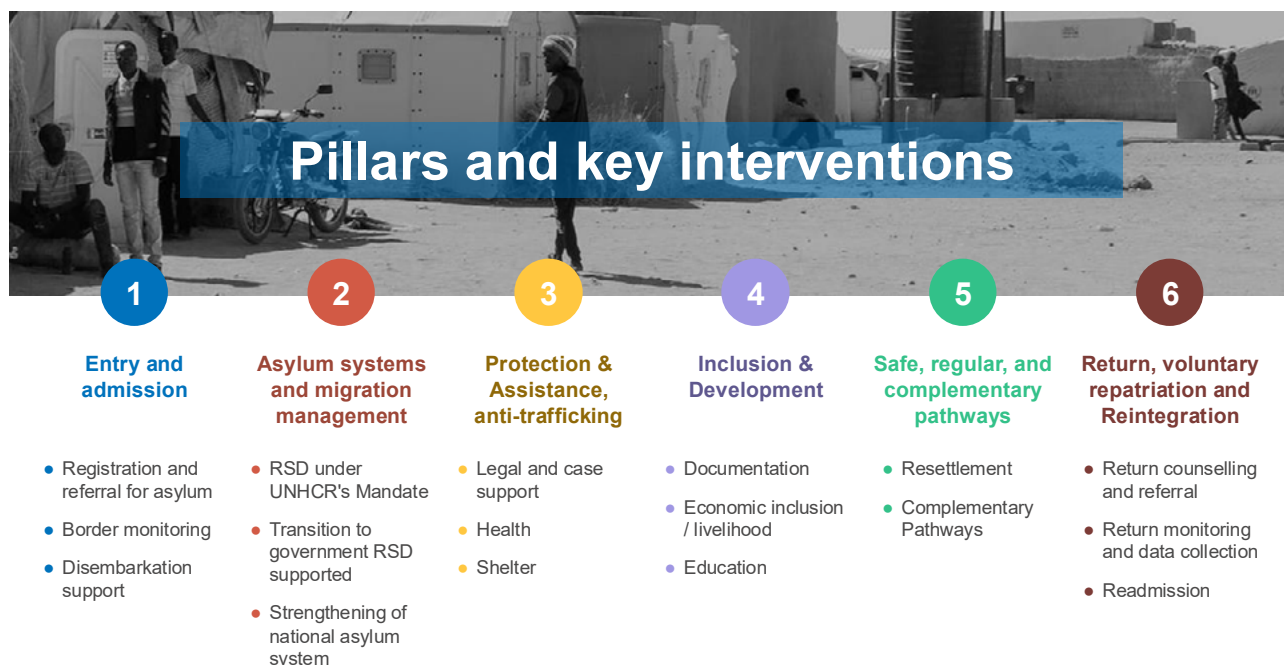 Pillars and key interventions
1
2
3
4
5
6
Entry and
admission
Registration and
referral for asylum
Border monitoring
Disembarkation
support
Asylum systems
and migration
management
RSD under
UNHCR's Mandate
Transition to
government RSD
supported
Strengthening of
national asylum
system
Protection &
Assistance,
anti-trafficking
Legal and case
support
Health
Shelter
Inclusion &
Development
Documentation
Economic inclusion
/ livelihood
Education
Safe, regular, and
complementary
pathways
Resettlement
Complementary
Pathways
Return, voluntary
repatriation and
Reintegration
Return counselling
and referral
Return monitoring
and data collection
Readmission